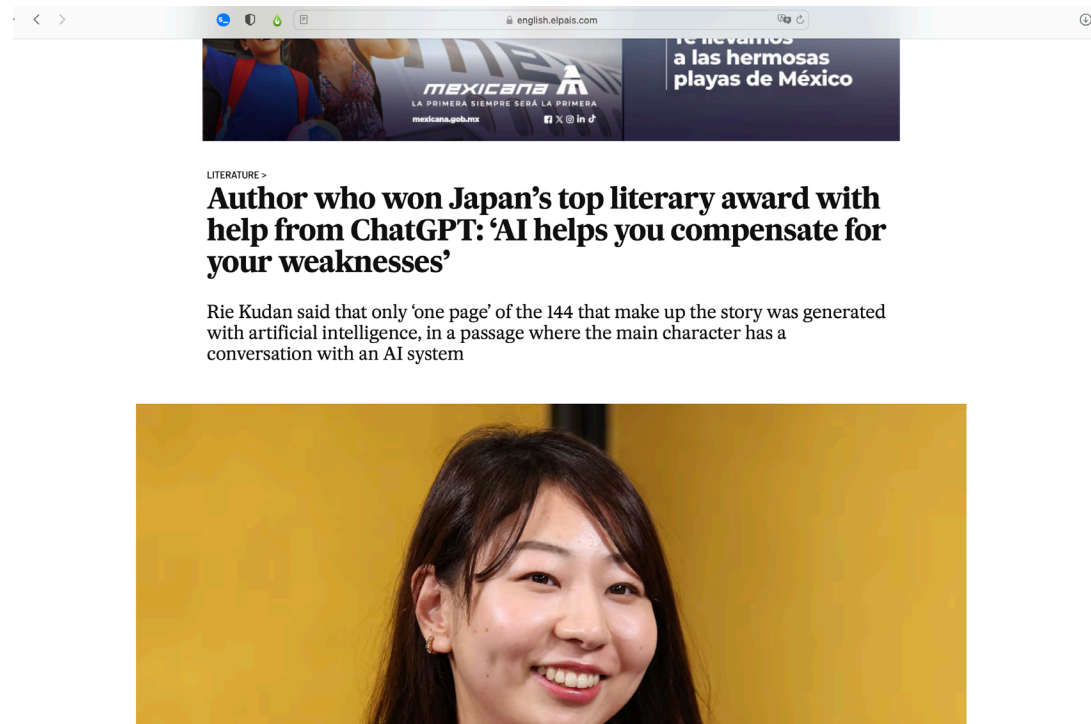 english.elpais.com
a las hermosas
playas de México
mexicana
LA PRIMERA SIEMPRE SERÁ LA PRIMERA
mexicana.gob.mx
LITERATURE >
Author who won Japan’s top literary award with
help from ChatGPT: ‘AI helps you compensate for
your weaknesses’
Rie Kudan said that only ‘one page’ of the 144 that make up the story was generated
with artificial intelligence, in a passage where the main character has a
conversation with an AI system